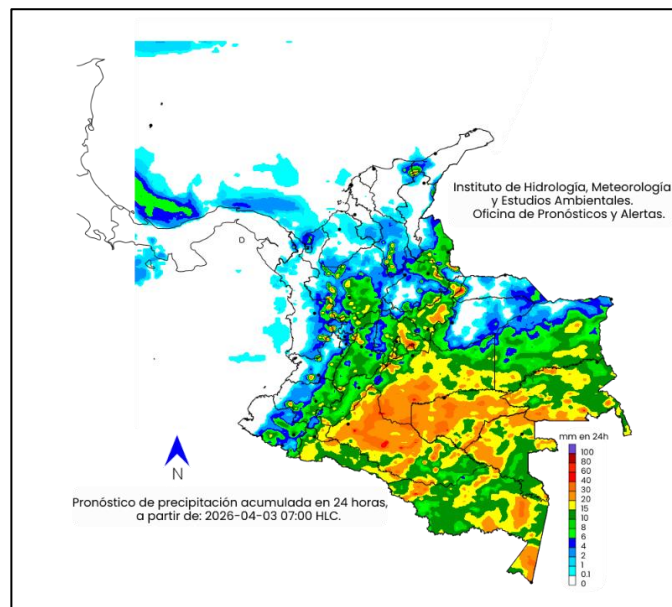 Instituto de Hidrología, Meteorología
y Estudios Ambientales.
Oficina de Pronósticos y Alertas.
N
Pronóstico de precipitación acumulada en 24 horas,
a partir de: 2026-04-03 07:00 HLC.
mm en 24h
100
80
60
40
30
20
15
10
8
6
4
2
1
0.1
0